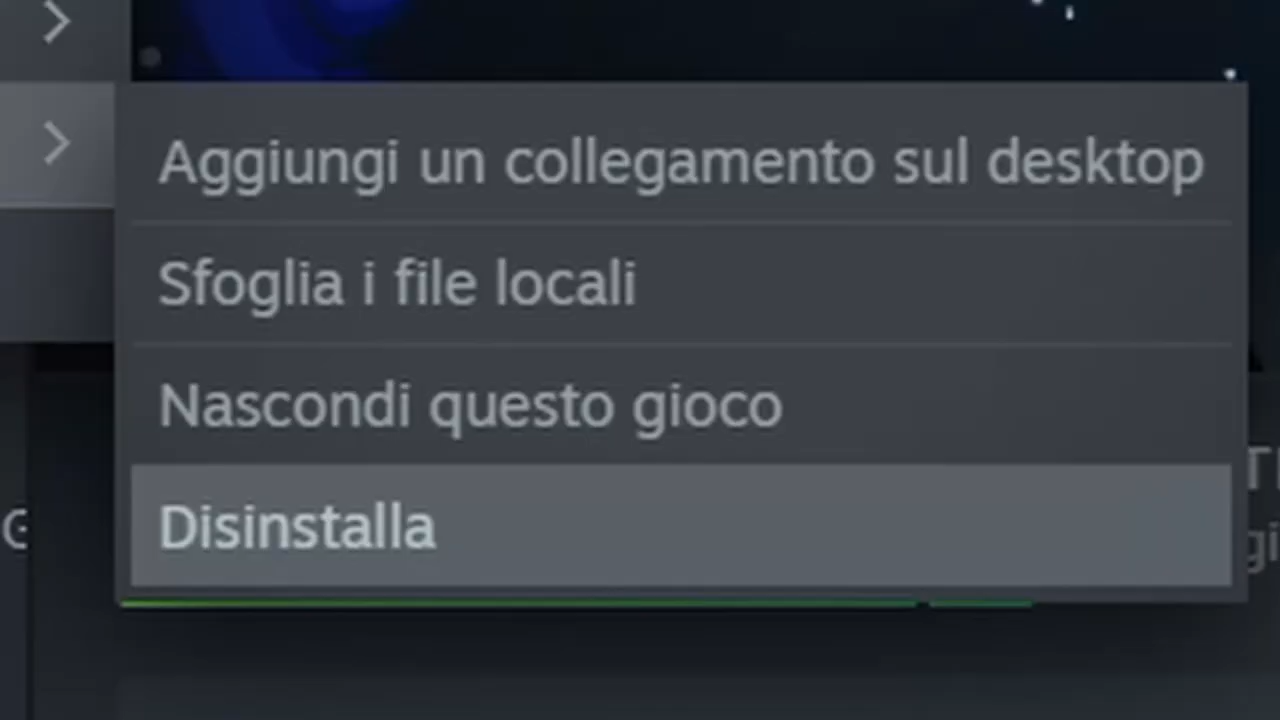 Aggiungi un collegamento sul desktop
Sfoglia i file locali
Nascondi questo gioco
Disinstalla